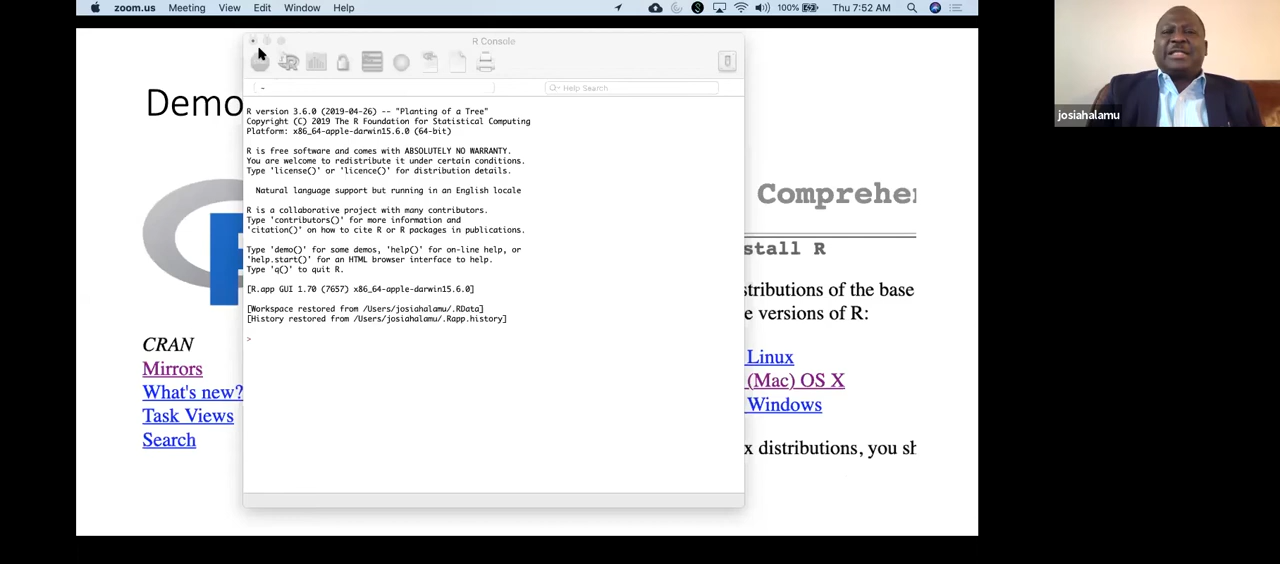 zoom.us Meeting View Edit Window Help
100% Thu 7:52 AM
R Console
Help Search
Demo
R version 3.6.0 (2019-04-26) -- "Planting of a Tree"
Copyright (C) 2019 The R Foundation for Statistical Computing
Platform: x86_64-apple-darwin15.6.0 (64-bit)
R is free software and comes with ABSOLUTELY NO WARRANTY.
You are welcome to redistribute it under certain conditions.
Type 'license()' or 'licence()' for distribution details.
Natural language support but running in an English locale
R is a collaborative project with many contributors.
Type 'contributors()' for more information and
'citation()' on how to cite R or R packages in publications.
Type 'demo()' for some demos, 'help()' for on-line help, or
'help.start()' for an HTML browser interface to help.
Type 'q()' to quit R.
[R.app GUI 1.70 (7657) x86_64-apple-darwin15.6.0]
[Workspace restored from /Users/josiahalamu/.RData]
[History restored from /Users/josiahalamu/.Rapp.history]
>
CRAN
Mirrors
What's new?
Task Views
Search
Comprehe
stall R
stributions of the base
e versions of R:
Linux
(Mac) OS X
Windows
x distributions, you sh
josiahalamu